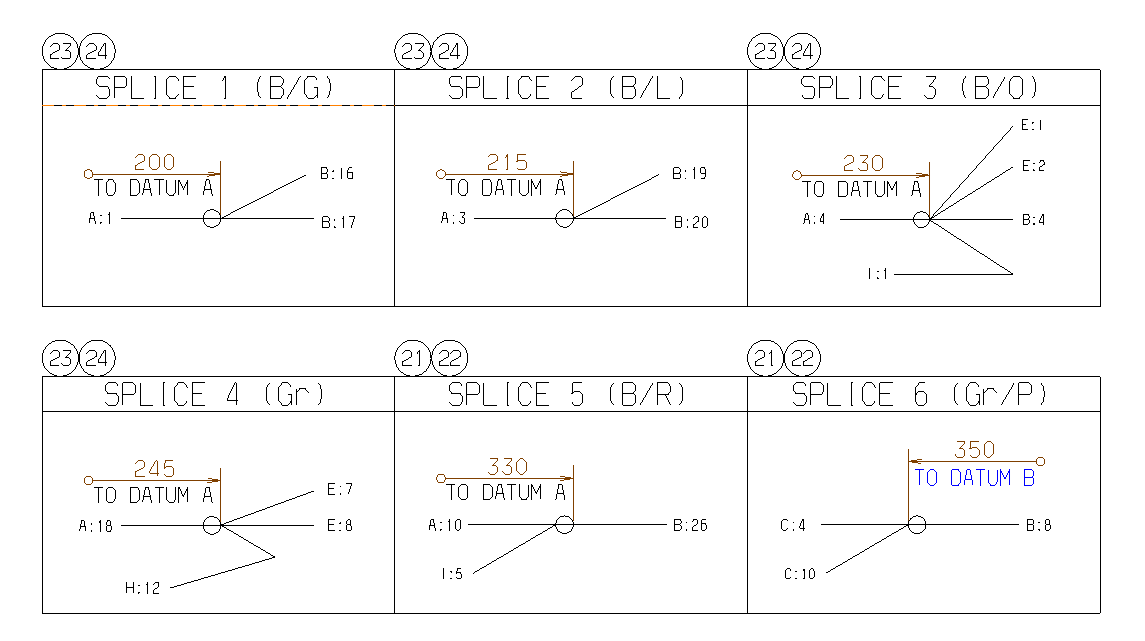 23 24
SPLICE 1 (B/G)
200
TO DATUM A
B:16
A:1
B:17
23 24
SPLICE 2 (B/L)
215
TO DATUM A
B:19
A:3
B:20
23 24
SPLICE 3 (B/O)
E:1
230
E:2
TO DATUM A
A:4
B:4
I:1
23 24
SPLICE 4 (Gr)
245
TO DATUM A
E:7
A:18
E:8
H:12
21 22
SPLICE 5 (B/R)
330
TO DATUM A
A:10
B:26
I:5
21 22
SPLICE 6 (Gr/P)
350
TO DATUM B
C:4
B:8
C:10